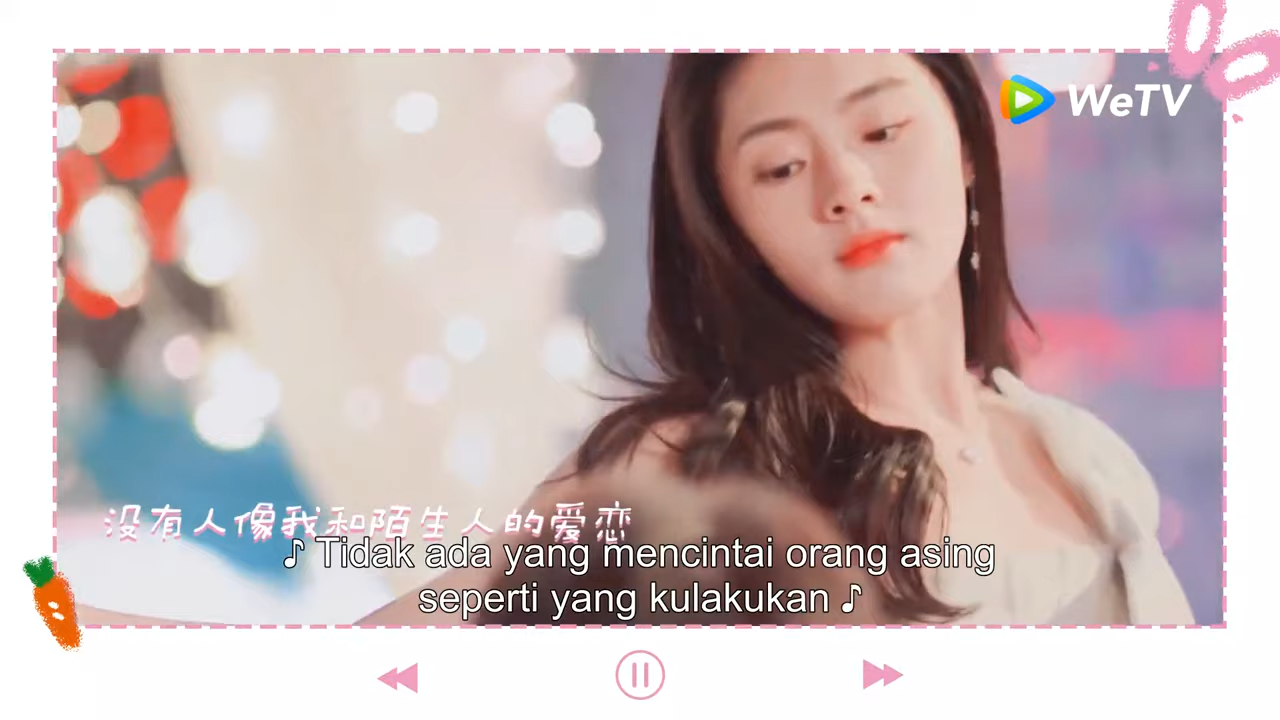 WeTV
没有人像我和陌生人的爱恋
♪ Tidak ada yang mencintai orang asing
seperti yang kulakukan ♪